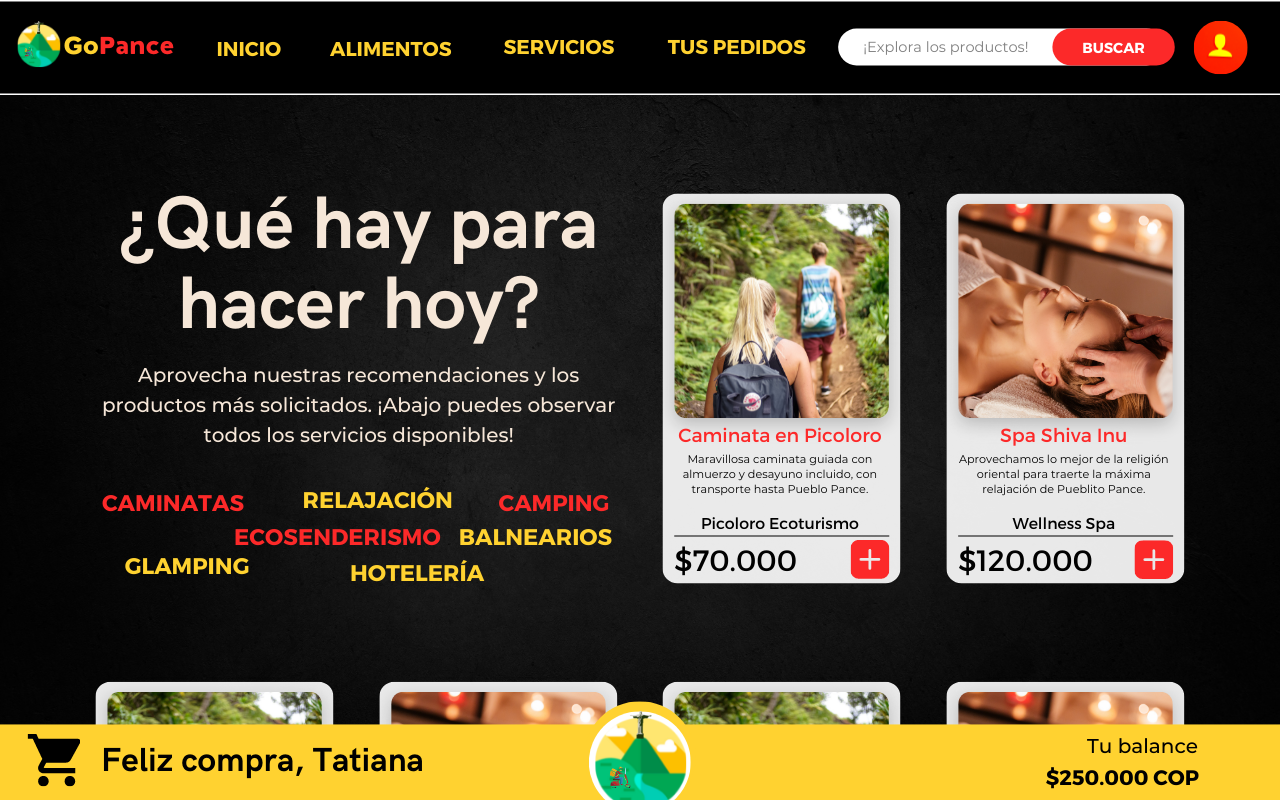 GoPance
INICIO
ALIMENTOS
SERVICIOS
TUS PEDIDOS
¡Explora los productos!
BUSCAR
¿Qué hay para
hacer hoy?
Aprovecha nuestras recomendaciones y los
productos más solicitados. ¡Abajo puedes observar
todos los servicios disponibles!
CAMINATAS
RELAJACIÓN
CAMPING
ECOSENDERISMO
BALNEARIOS
GLAMPING
HOTELERÍA
Caminata en Picoloro
Maravillosa caminata guiada con
almuerzo y desayuno incluido, con
transporte hasta Pueblo Pance.
Picoloro Ecoturismo
$70.000
Spa Shiva Inu
Aprovechamos lo mejor de la religión
oriental para traerte la máxima
relajación de Pueblito Pance.
Wellness Spa
$120.000
Feliz compra, Tatiana
Tu balance
$250.000 COP